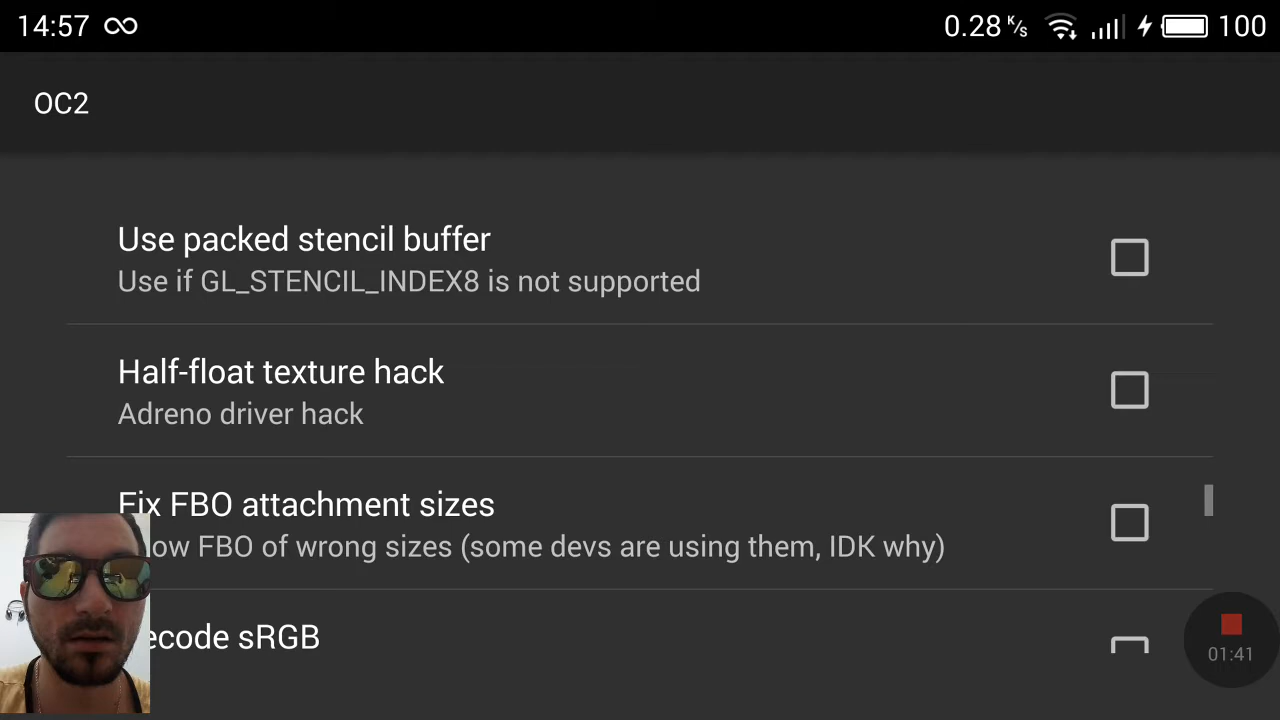 14:57
0.28 K/s
100
OC2
Use packed stencil buffer
Use if GL_STENCIL_INDEX8 is not supported
Half-float texture hack
Adreno driver hack
Fix FBO attachment sizes
ow FBO of wrong sizes (some devs are using them, IDK why)
ecode sRGB
01:41